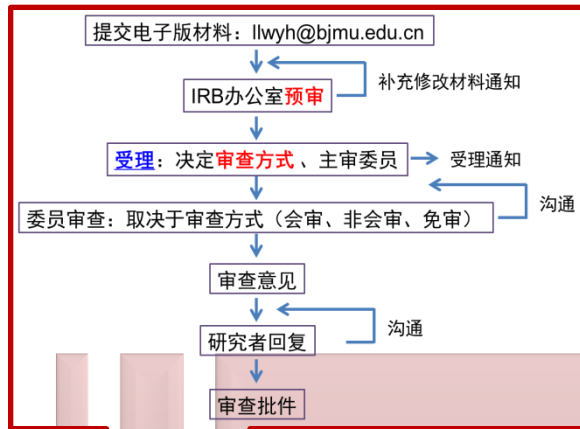 提交电子版材料：llwyh@bjmu.edu.cn
补充修改材料通知
IRB办公室预审
受理：决定审查方式、主审委员
受理通知
沟通
委员审查：取决于审查方式（会审、非会审、免审）
审查意见
沟通
研究者回复
审查批件